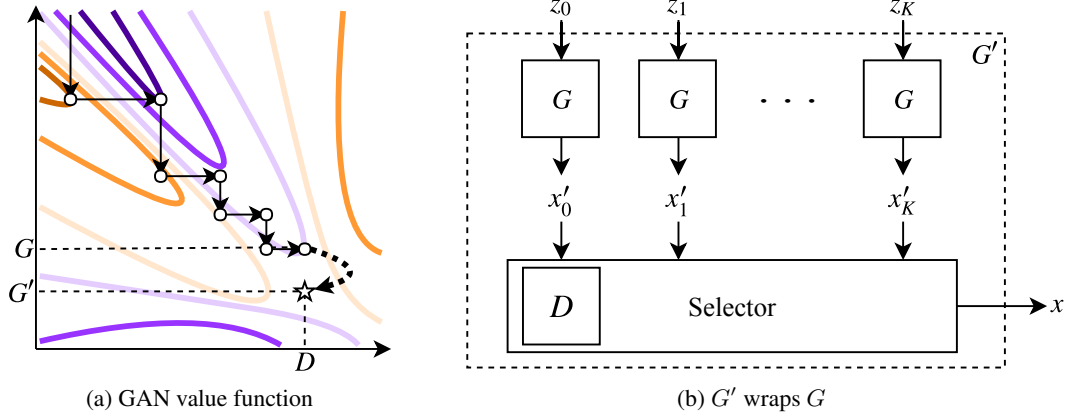 G
G′
D
(a) GAN value function
z₀ z₁ z_K
G′
G G · · · G
x′₀ x′₁ x′_K
D Selector
x
(b) G′ wraps G